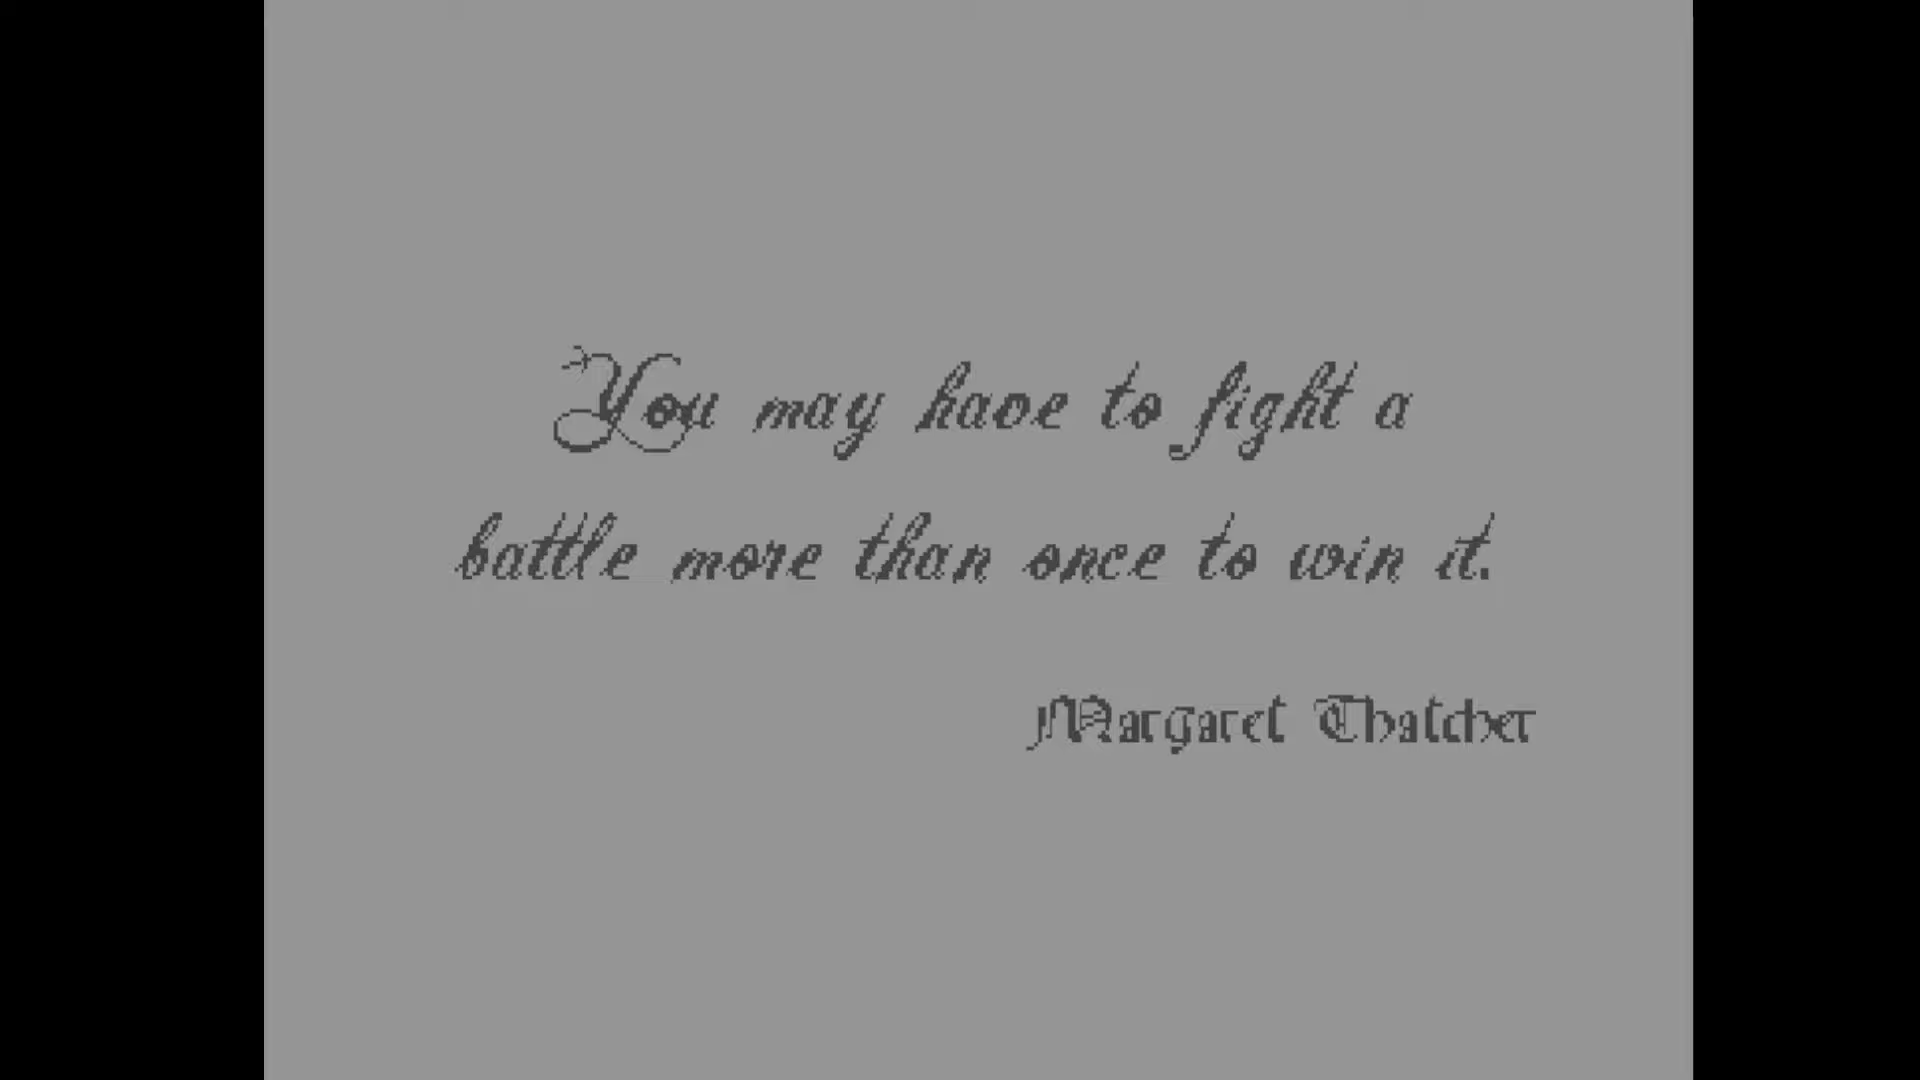 You may have to fight a
battle more than once to win it.
Margaret Thatcher